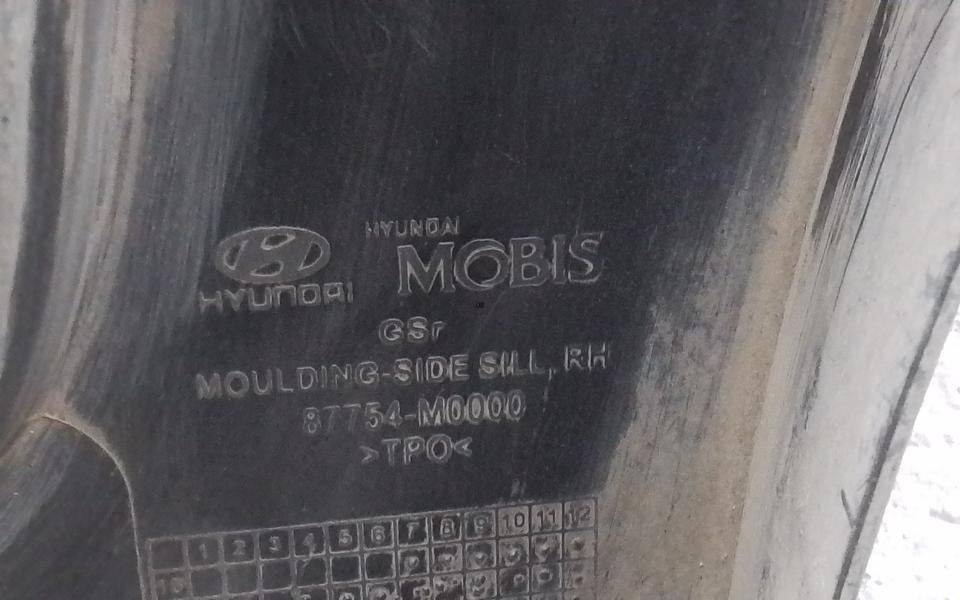 HYUNDAI
HYUNDAI
MOBIS
GSr
MOULDING-SIDE SILL, RH
87754-M0000
>TPO<
1 2 3 4 5 6 7 8 9 10 11 12